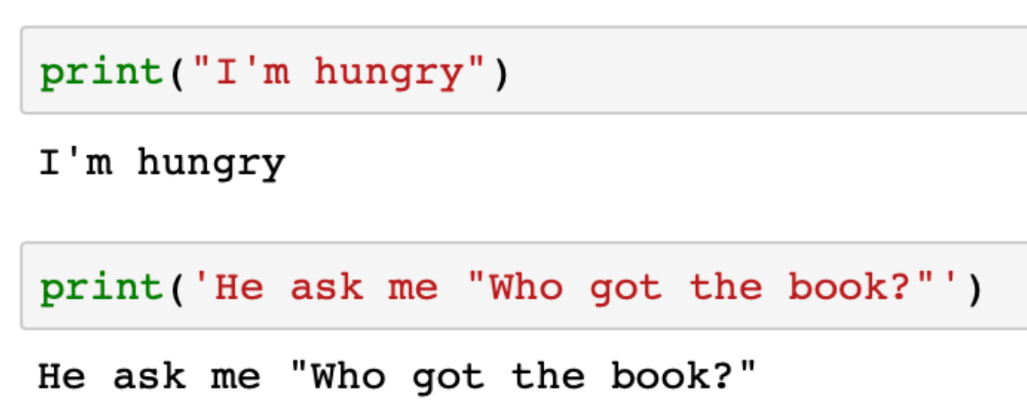 print("I'm hungry")
I'm hungry
print('He ask me "Who got the book?"')
He ask me "Who got the book?"